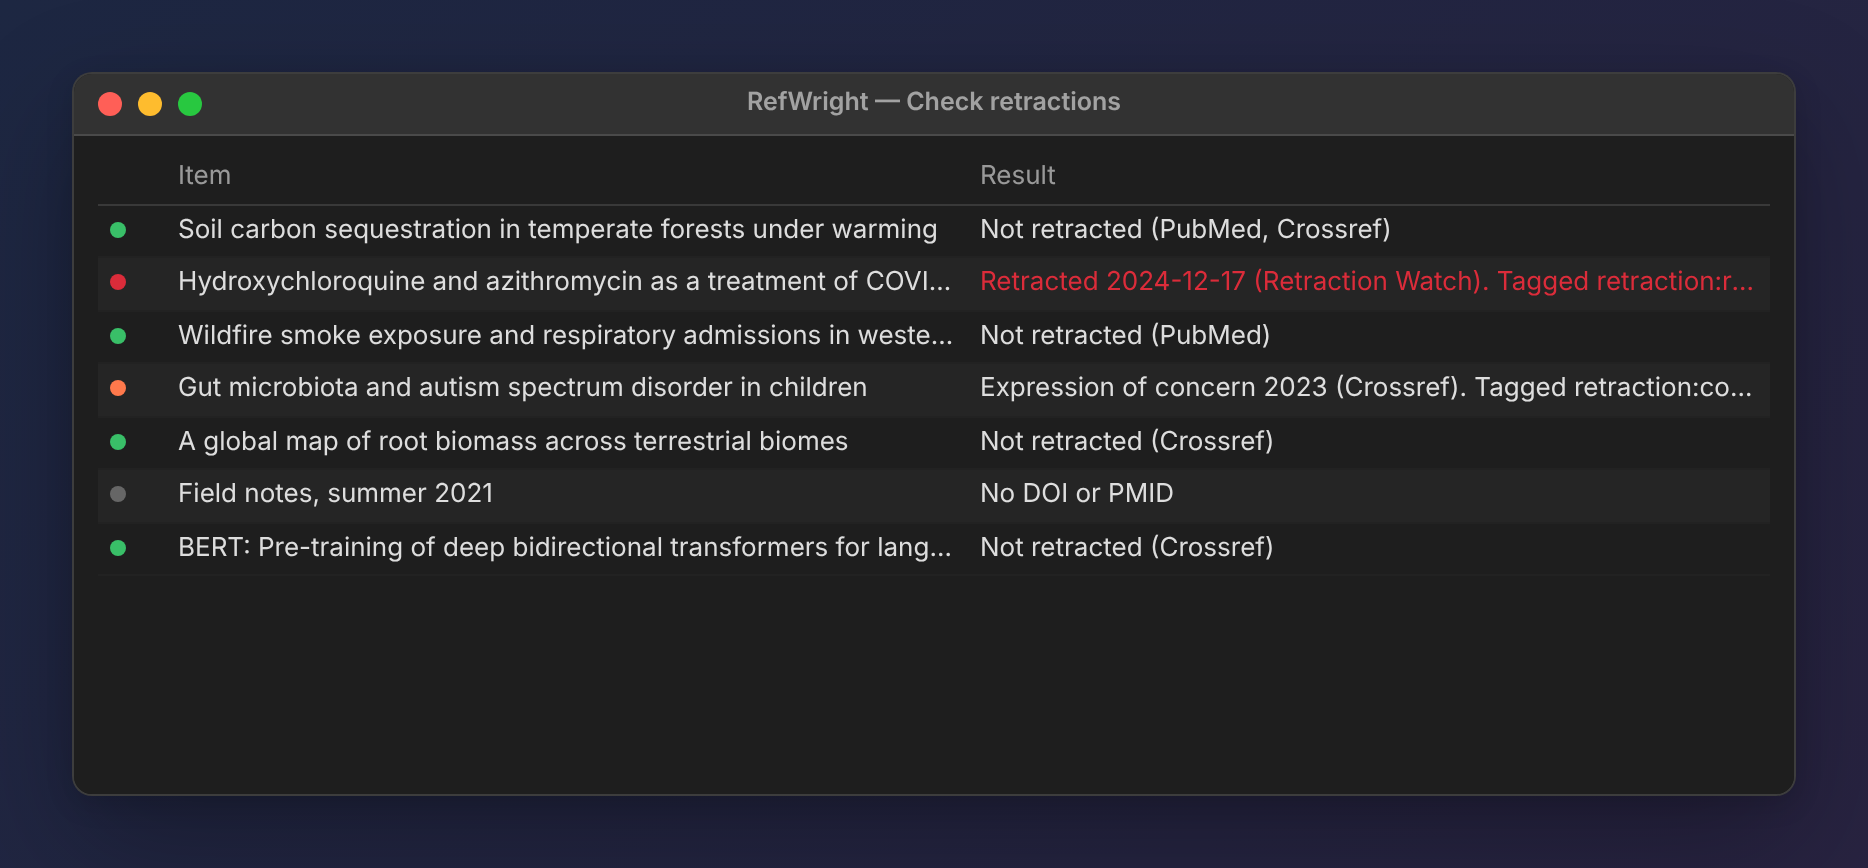 RefWright — Check retractions
Item Result
Soil carbon sequestration in temperate forests under warming Not retracted (PubMed, Crossref)
Hydroxychloroquine and azithromycin as a treatment of COVI... Retracted 2024-12-17 (Retraction Watch). Tagged retraction:r...
Wildfire smoke exposure and respiratory admissions in weste... Not retracted (PubMed)
Gut microbiota and autism spectrum disorder in children Expression of concern 2023 (Crossref). Tagged retraction:co...
A global map of root biomass across terrestrial biomes Not retracted (Crossref)
Field notes, summer 2021 No DOI or PMID
BERT: Pre-training of deep bidirectional transformers for lang... Not retracted (Crossref)